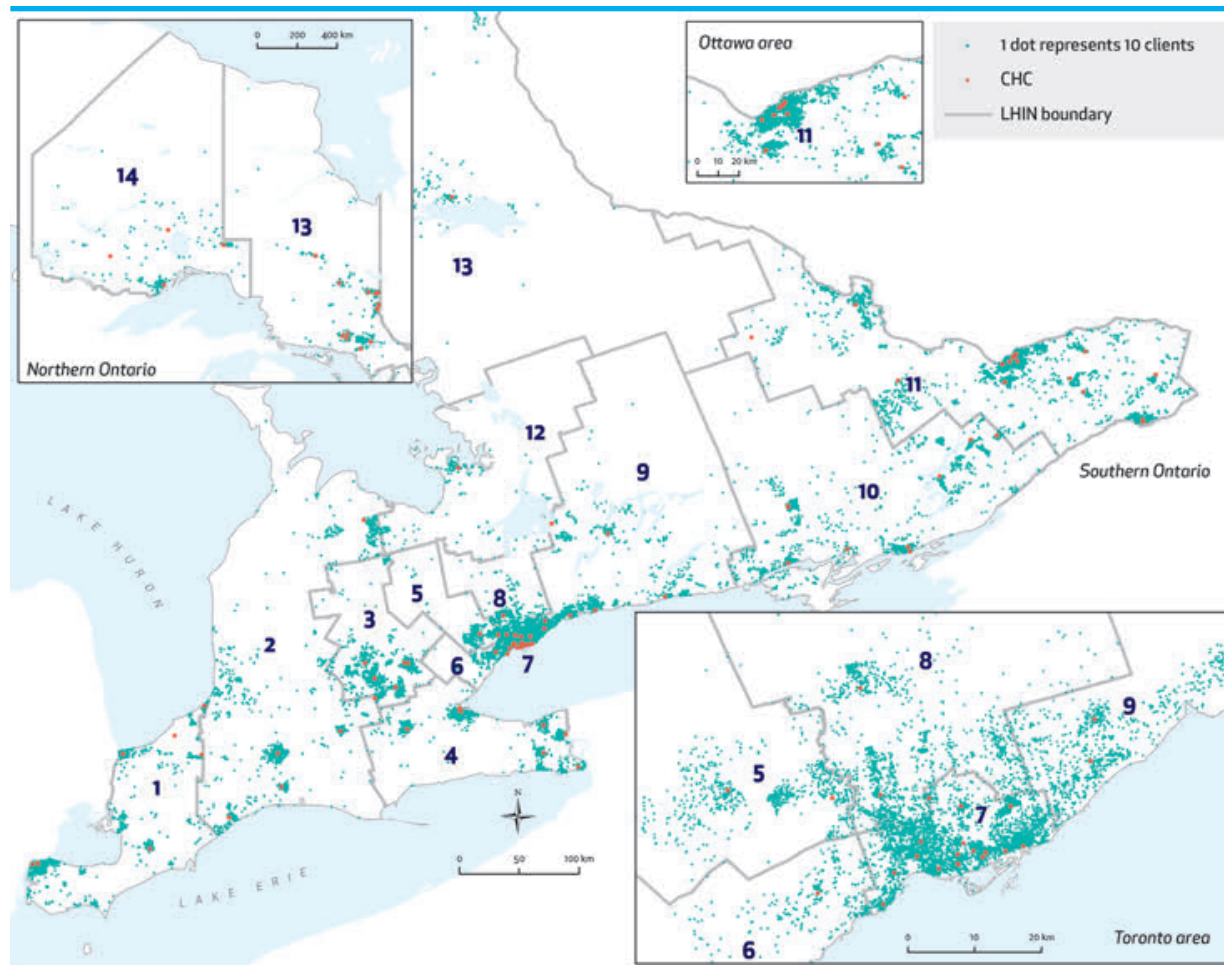 0 200 400 km
14
13
Northern Ontario
Ottawa area
11
0 10 20 km
1 dot represents 10 clients
CHC
LHIN boundary
13
12
11
9
10
Southern Ontario
LAKE HURON
5
8
3
2
6
7
4
1
N
0 50 100 km
LAKE ERIE
8
9
5
7
6
0 10 20 km
Toronto area